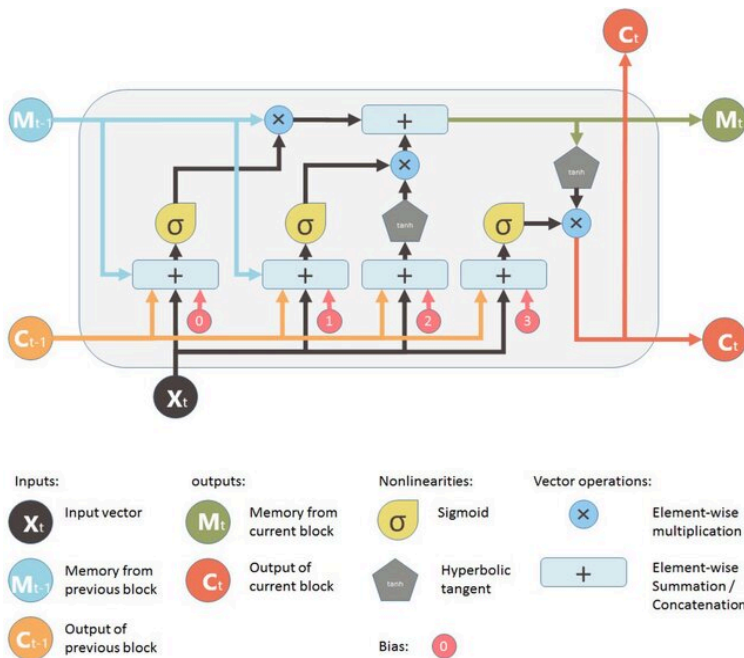 Ct
Mt-1
×
+
Mt
×
tanh
σ
σ
tanh
σ
×
+
+
+
+
0
1
2
3
Ct-1
Ct
Xt
Inputs:
outputs:
Nonlinearities:
Vector operations:
Xt
Input vector
Mt
Memory from
current block
σ
Sigmoid
×
Element-wise
multiplication
Mt-1
Memory from
previous block
Ct
Output of
current block
tanh
Hyperbolic
tangent
+
Element-wise
Summation /
Concatenation
Ct-1
Output of
previous block
Bias:
0